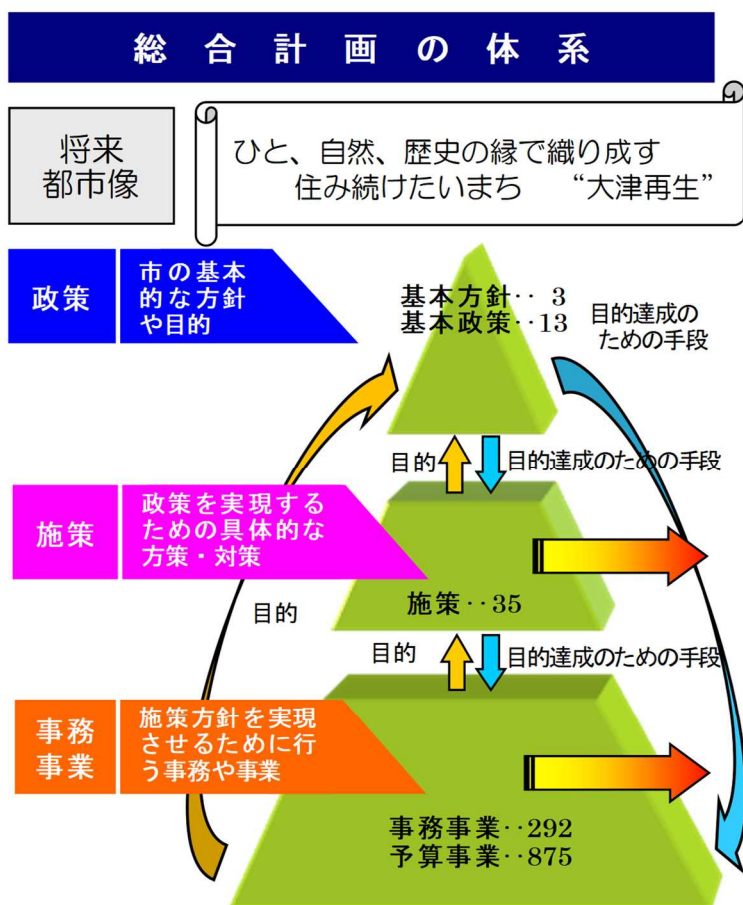 総合計画の体系
将来
都市像
ひと、自然、歴史の縁で織り成す
住み続けたいまち　“大津再生”
政策
市の基本
的な方針
や目的
基本方針‥ 3
基本政策‥13
目的達成の
ための手段
目的
目的達成のための手段
施策
政策を実現する
ための具体的な
方策・対策
施策‥35
目的
目的
目的達成のための手段
事務
事業
施策方針を実現
させるために行
う事務や事業
事務事業‥292
予算事業‥875